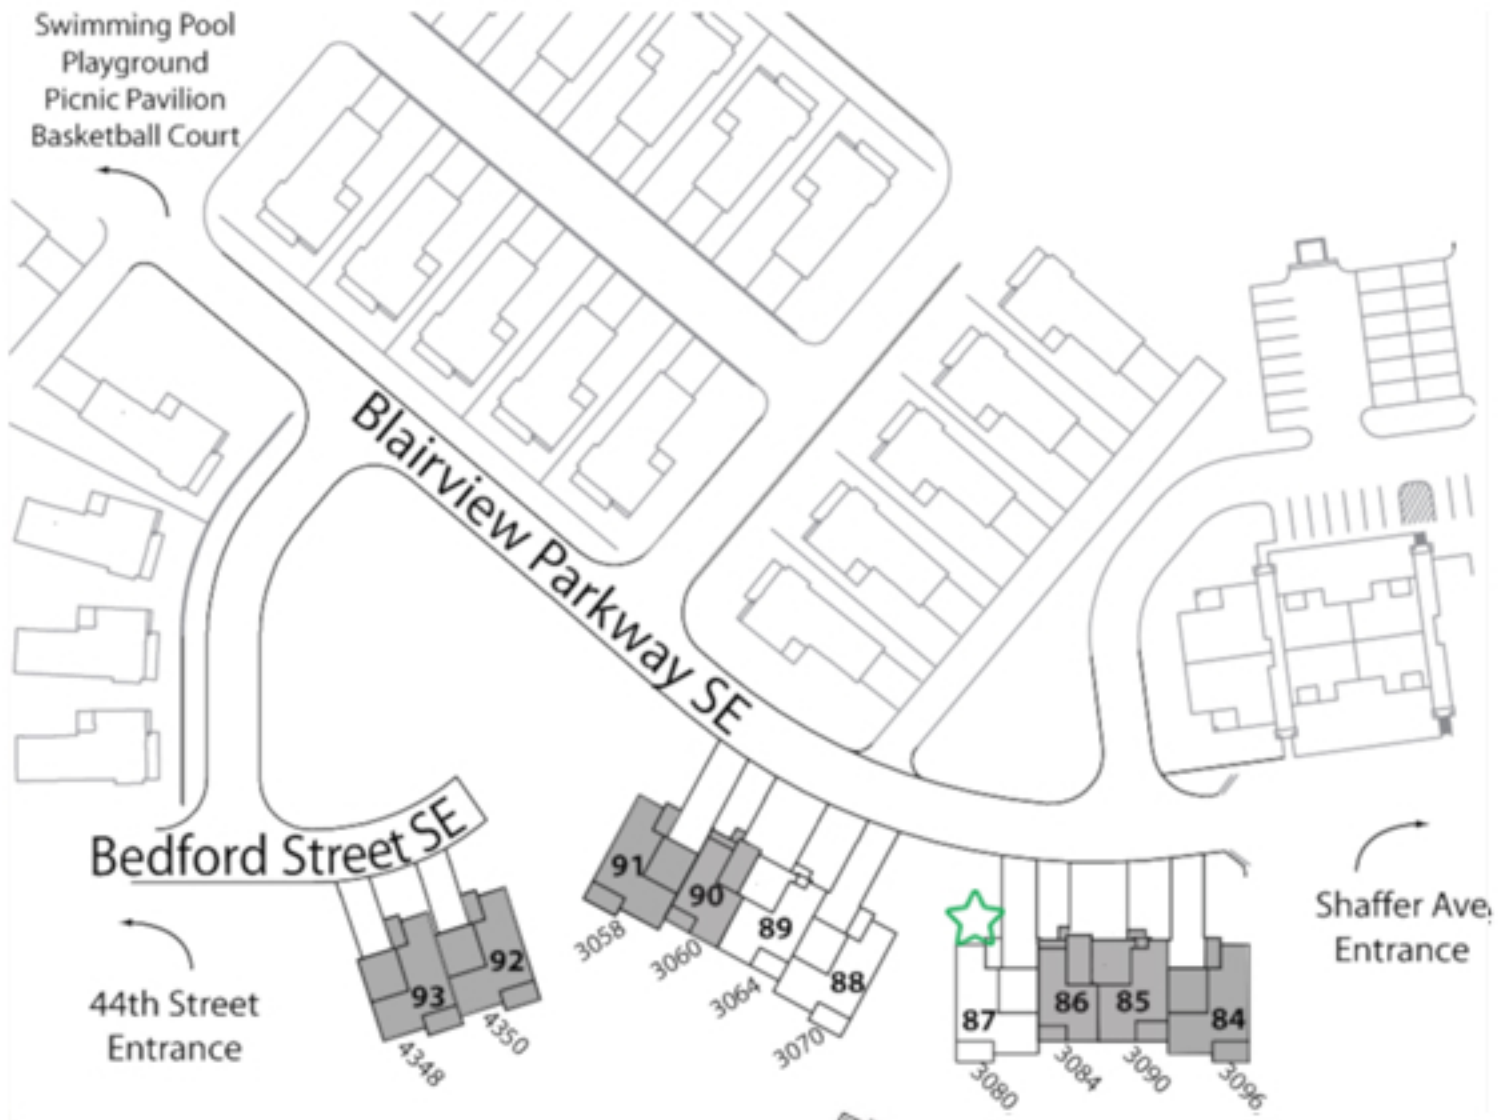 Swimming Pool
Playground
Picnic Pavilion
Basketball Court
Blairview Parkway SE
Bedford Street SE
44th Street
Entrance
Shaffer Ave,
Entrance
91
90
89
88
92
93
87
86
85
84
3058
3060
3064
3070
4348
4350
3080
3084
3090
3096